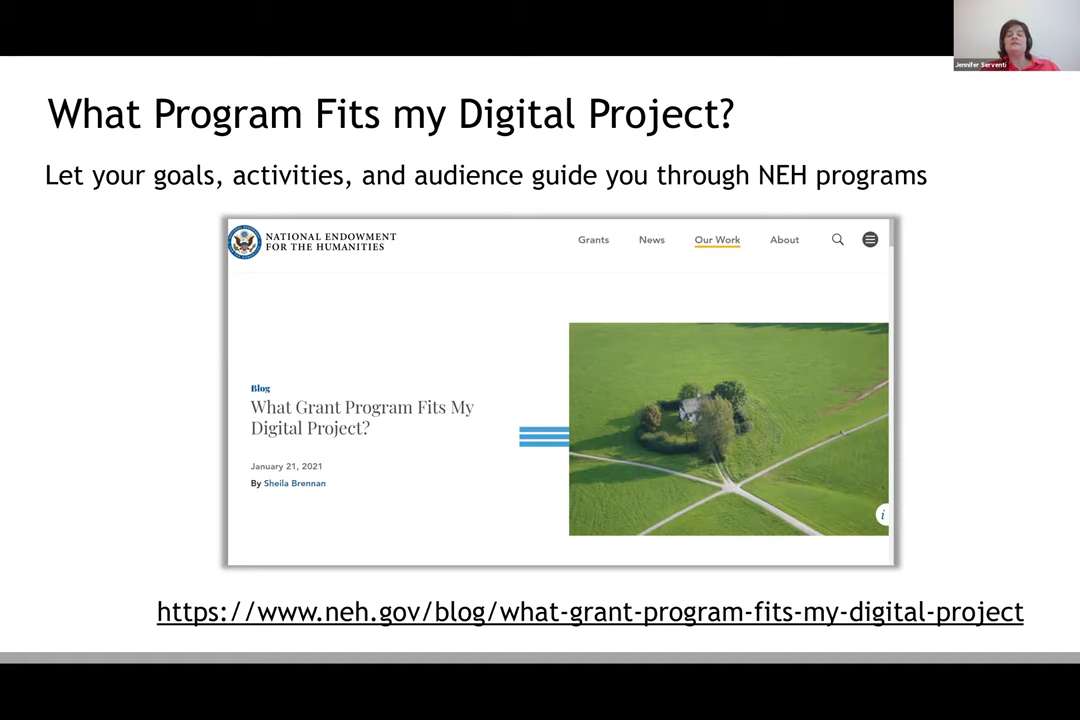 Jennifer Serventi
What Program Fits my Digital Project?
Let your goals, activities, and audience guide you through NEH programs
NATIONAL ENDOWMENT
FOR THE HUMANITIES
Grants News Our Work About
Blog
What Grant Program Fits My
Digital Project?
January 21, 2021
By Sheila Brennan
i
https://www.neh.gov/blog/what-grant-program-fits-my-digital-project